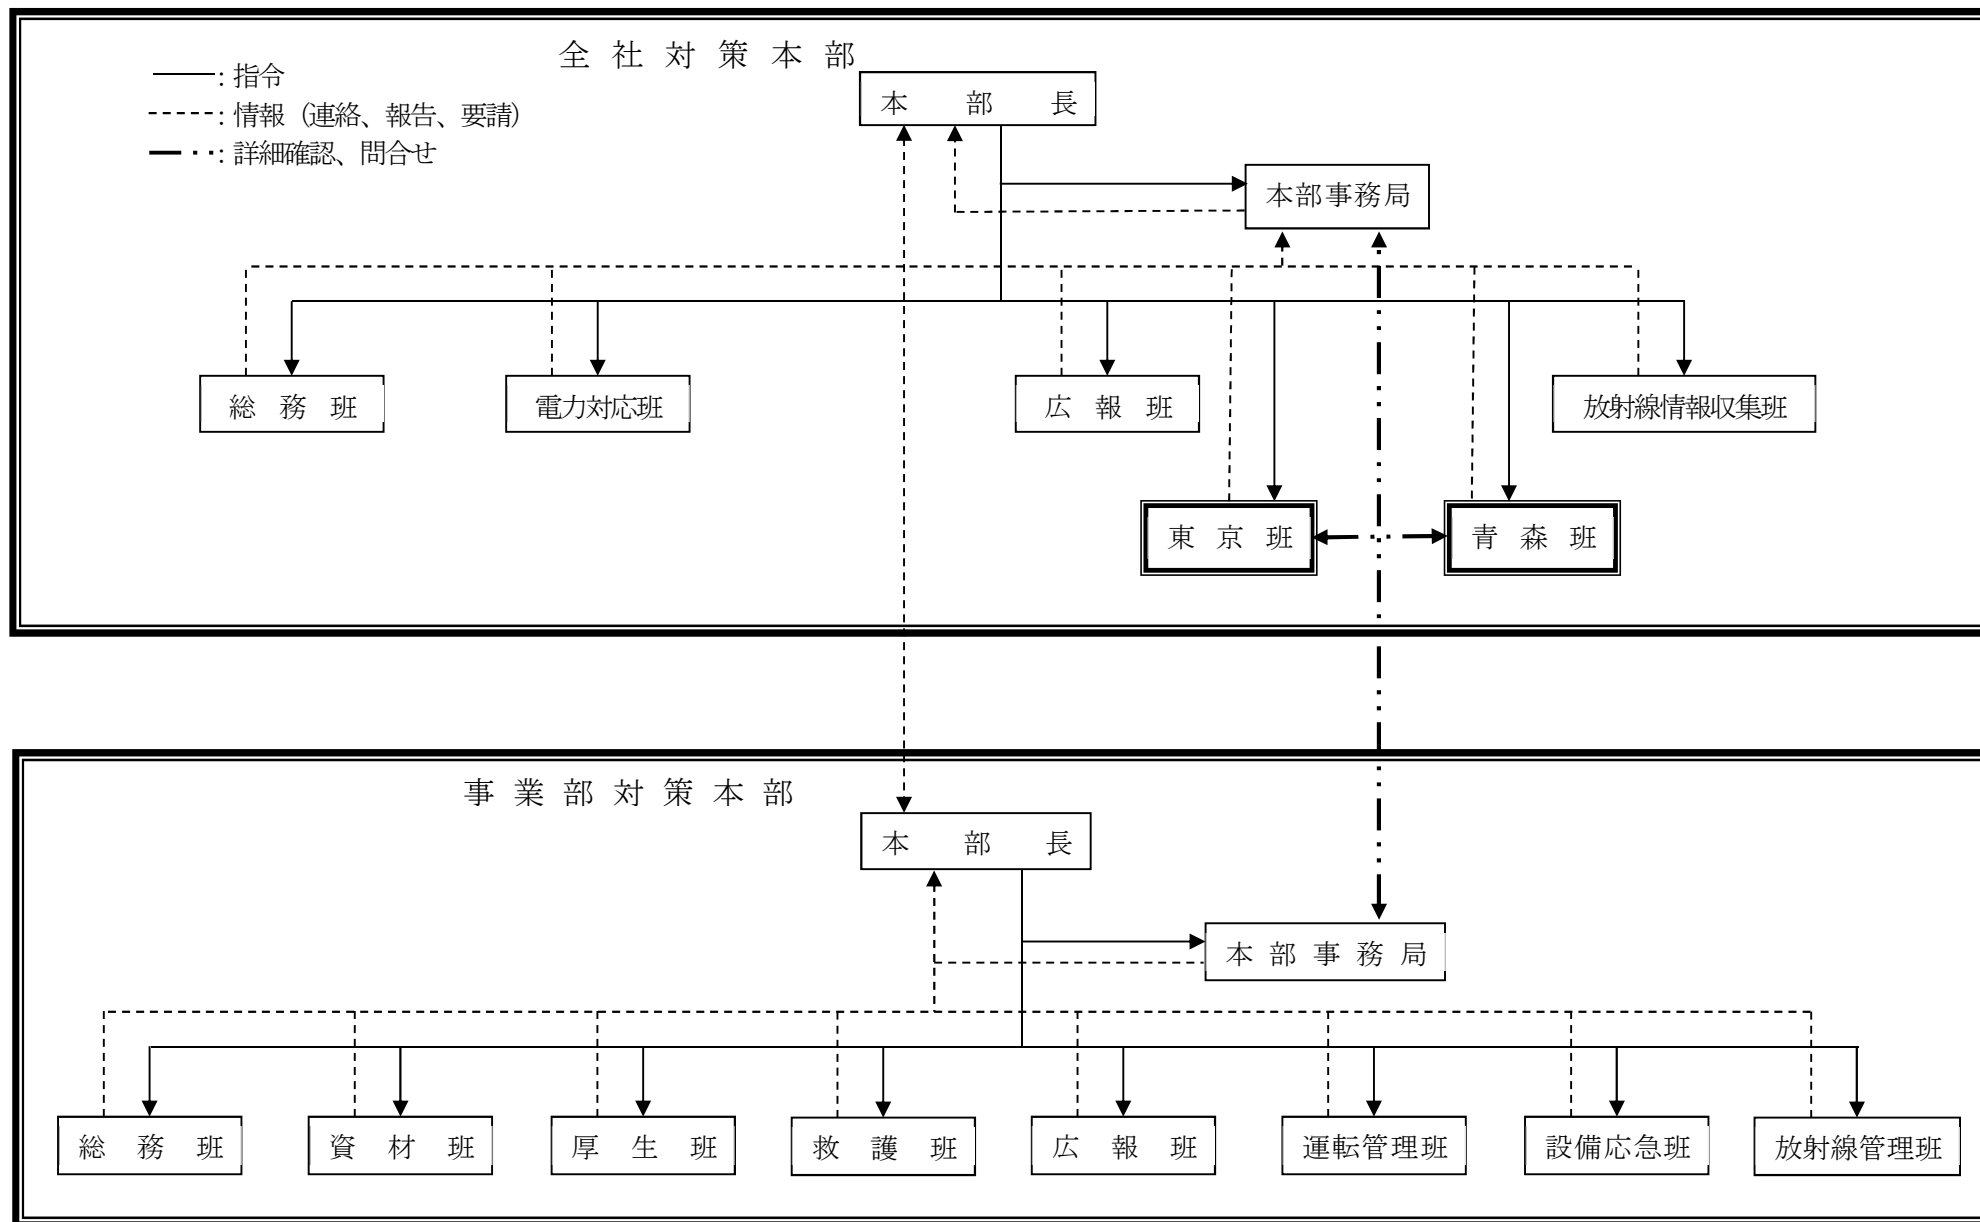 全社対策本部
：指令
：情報（連絡、報告、要請）
：詳細確認、問合せ
本部長
本部事務局
総務班
電力対応班
広報班
放射線情報収集班
東京班
青森班
事業部対策本部
本部長
本部事務局
総務班
資材班
厚生班
救護班
広報班
運転管理班
設備応急班
放射線管理班